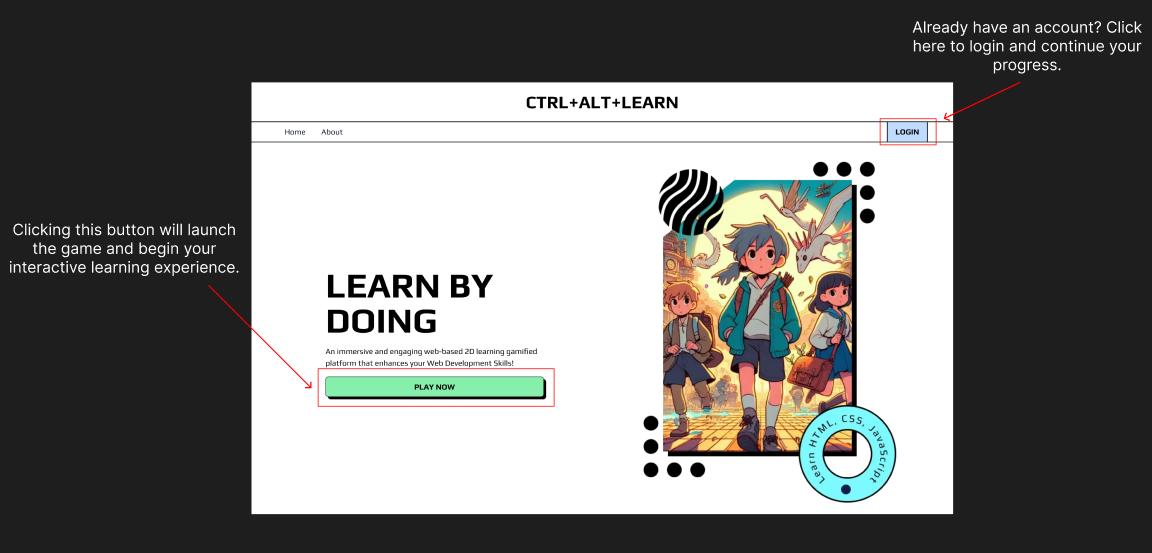 Already have an account? Click
here to login and continue your
progress.
CTRL+ALT+LEARN
Home
About
LOGIN
Clicking this button will launch
the game and begin your
interactive learning experience.
LEARN BY
DOING
An immersive and engaging web-based 2D learning gamified
platform that enhances your Web Development Skills!
PLAY NOW
Learn HTML, CSS, JavaScript